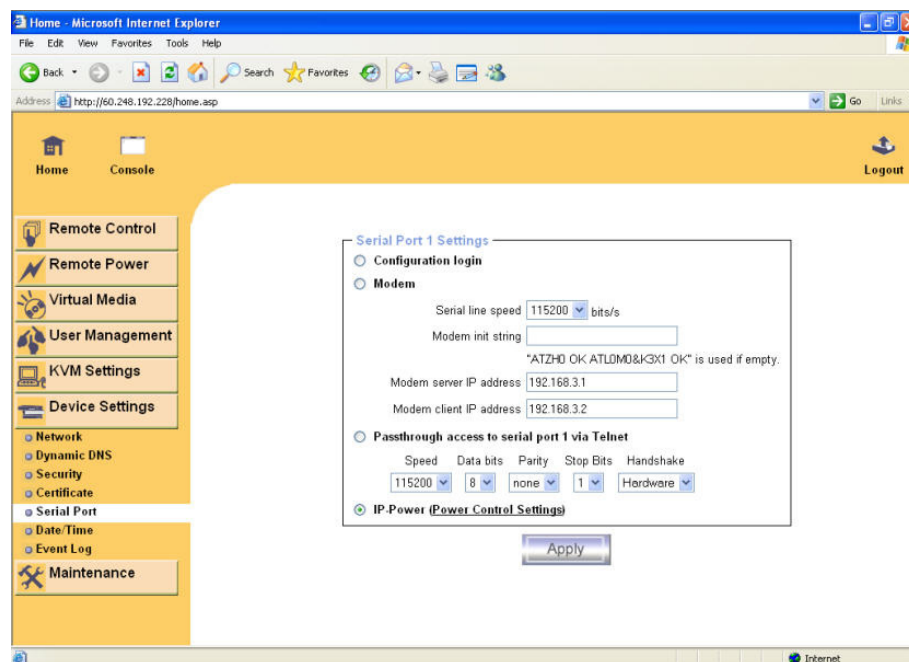 Home - Microsoft Internet Explorer
File Edit View Favorites Tools Help
Back Search Favorites
Address http://60.248.192.228/home.asp Go Links
Home Console Logout
Remote Control
Remote Power
Virtual Media
User Management
KVM Settings
Device Settings
Network
Dynamic DNS
Security
Certificate
Serial Port
Date/Time
Event Log
Maintenance
Serial Port 1 Settings
Configuration login
Modem
Serial line speed 115200 bits/s
Modem init string
"ATZH0 OK ATL0M0&K3X1 OK" is used if empty.
Modem server IP address 192.168.3.1
Modem client IP address 192.168.3.2
Passthrough access to serial port 1 via Telnet
Speed Data bits Parity Stop Bits Handshake
115200 8 none 1 Hardware
IP-Power (Power Control Settings)
Apply
Internet